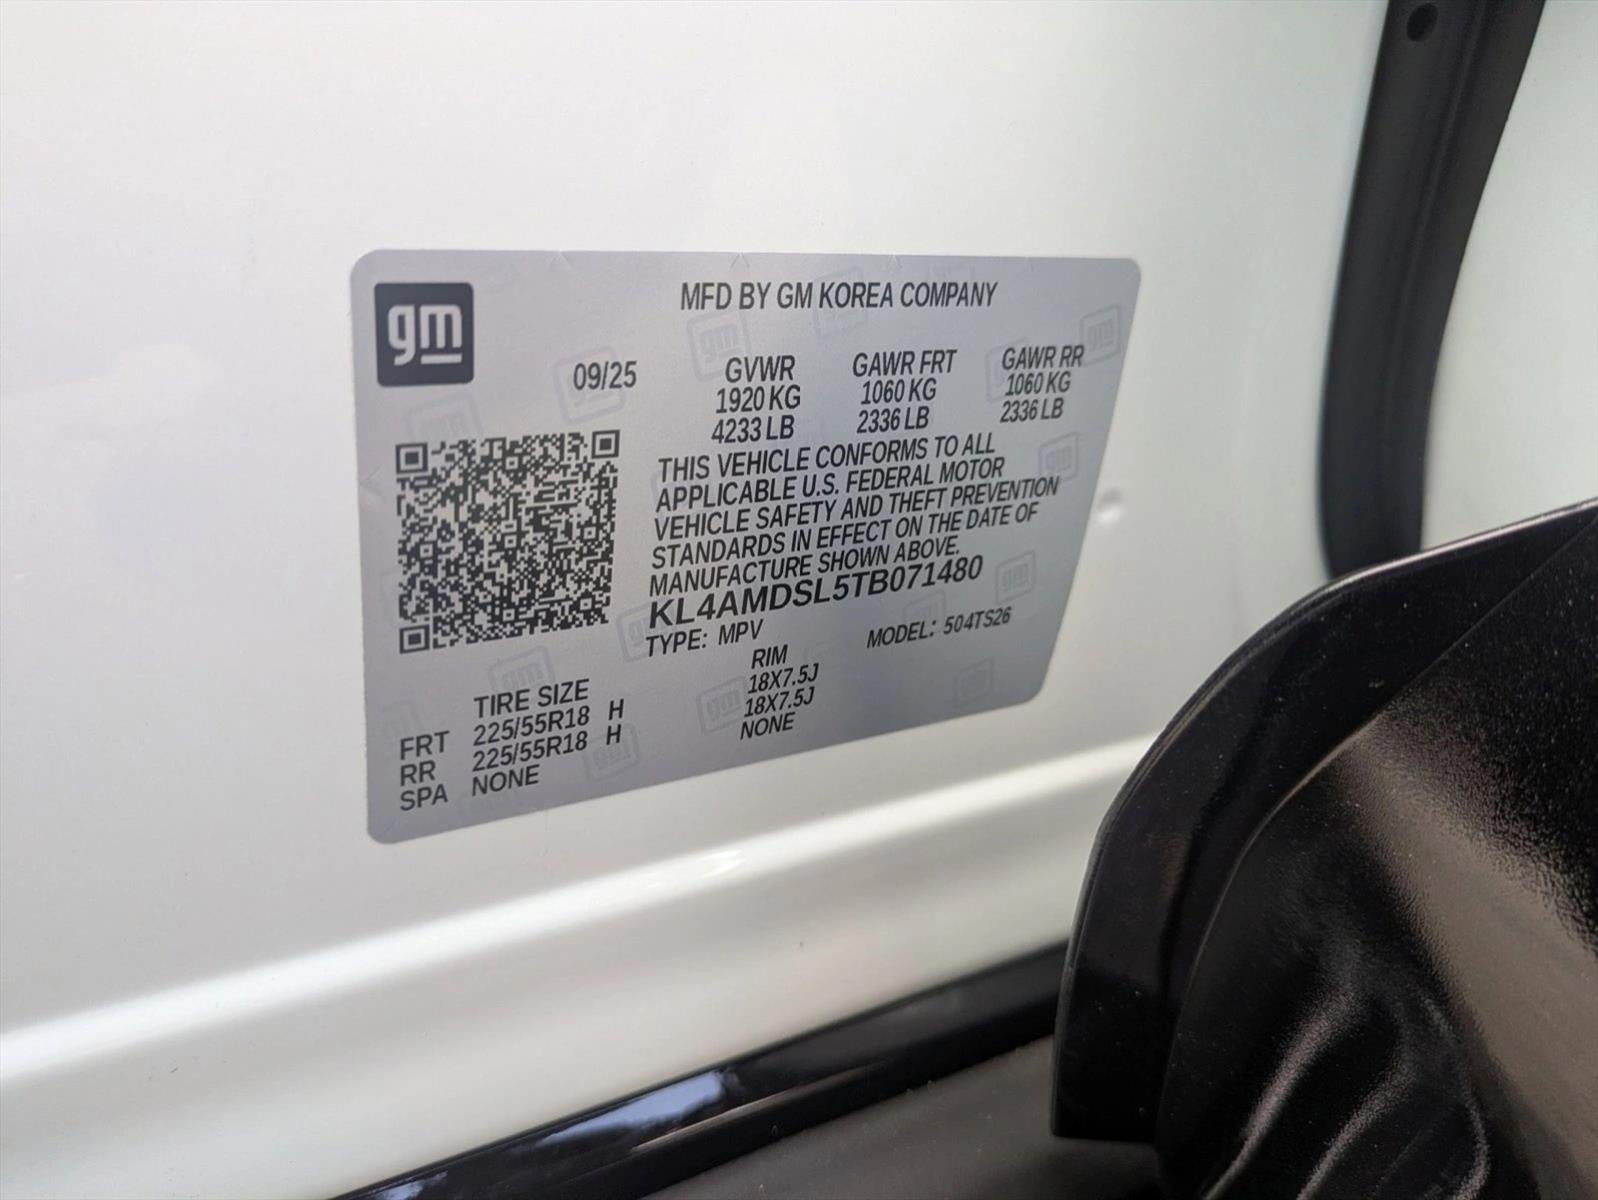 gm
MFD BY GM KOREA COMPANY
09/25
GVWR GAWR FRT GAWR RR
1920 KG 1060 KG 1060 KG
4233 LB 2336 LB 2336 LB
THIS VEHICLE CONFORMS TO ALL
APPLICABLE U.S. FEDERAL MOTOR
VEHICLE SAFETY AND THEFT PREVENTION
STANDARDS IN EFFECT ON THE DATE OF
MANUFACTURE SHOWN ABOVE.
KL4AMDSL5TB071480
TYPE: MPV MODEL: 504TS26
TIRE SIZE RIM
FRT 225/55R18 H 18X7.5J
RR 225/55R18 H 18X7.5J
SPA NONE NONE